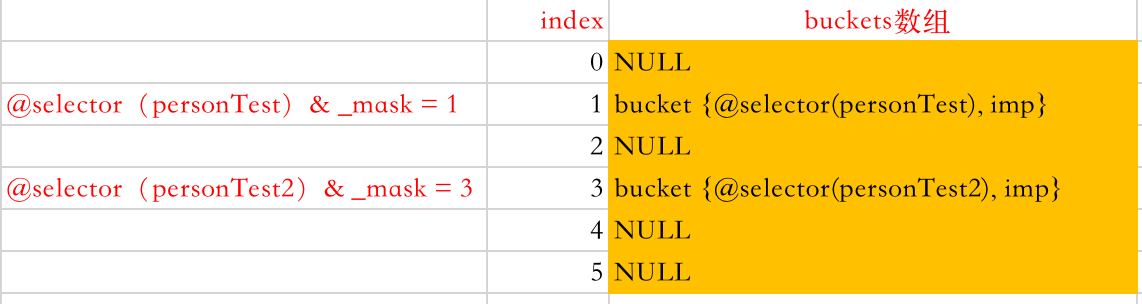 index buckets数组
0 NULL
@selector（personTest）& _mask = 1 1 bucket {@selector(personTest), imp}
2 NULL
@selector（personTest2）& _mask = 3 3 bucket {@selector(personTest2), imp}
4 NULL
5 NULL